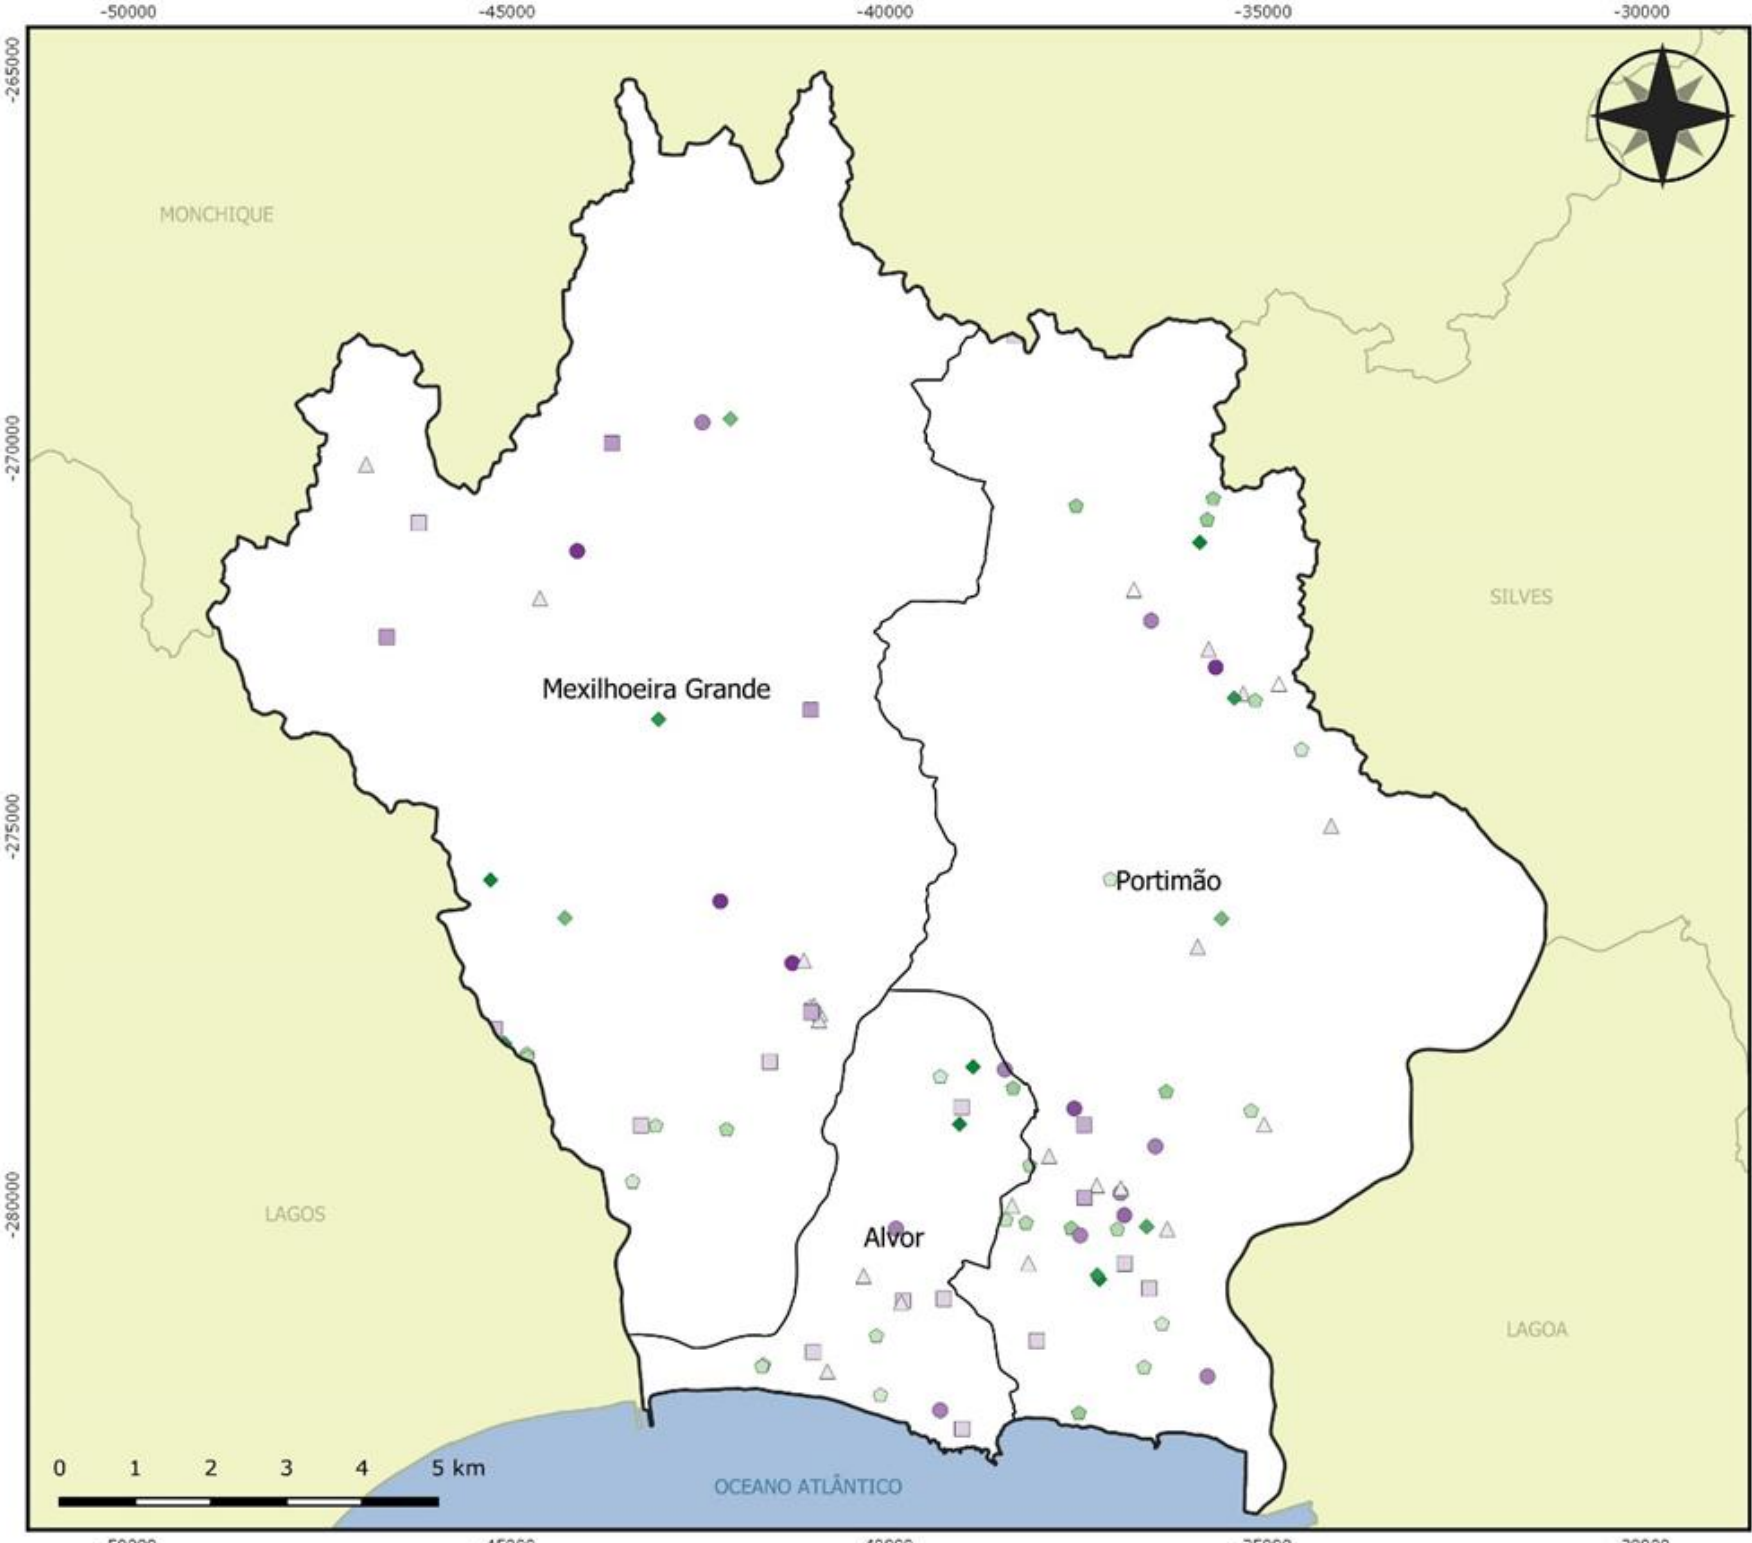 -50000 -45000 -40000 -35000 -30000
-265000
MONCHIQUE
-270000
SILVES
Mexilhoeira Grande
-275000
Portimão
-280000
LAGOS
Alvor
LAGOA
0 1 2 3 4 5 km
OCEANO ATLÂNTICO